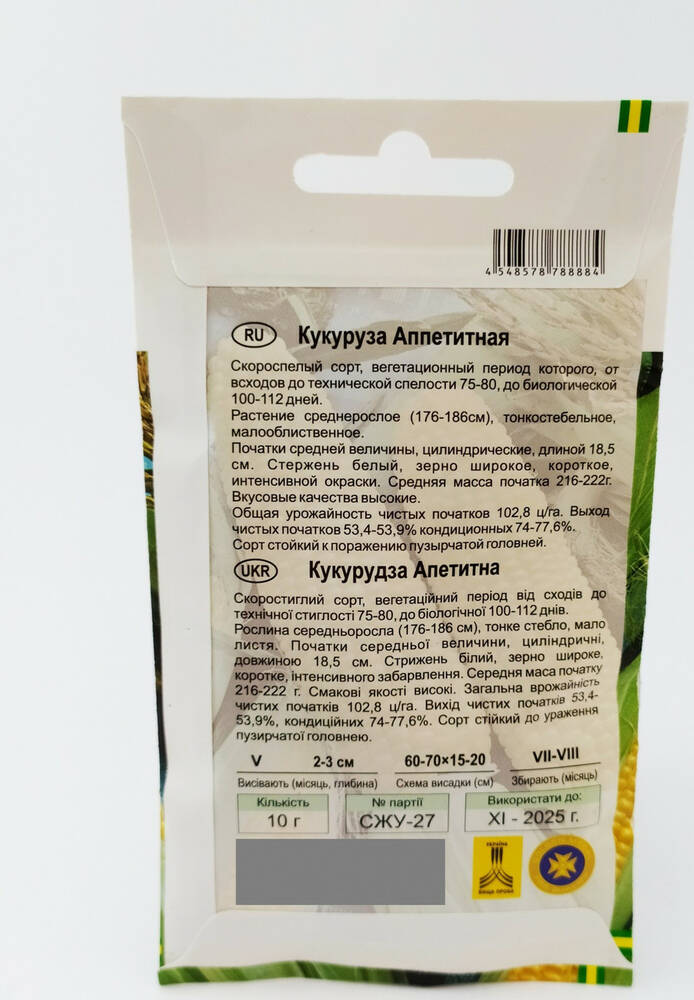 4 548578 788884
RU Кукуруза Аппетитная
Скороспелый сорт, вегетационный период которого, от
всходов до технической спелости 75-80, до биологической
100-112 дней.
Растение среднерослое (176-186см), тонкостебельное,
малооблиственное.
Початки средней величины, цилиндрические, длиной 18,5
см. Стержень белый, зерно широкое, короткое,
интенсивной окраски. Средняя масса початка 216-222г.
Вкусовые качества высокие.
Общая урожайность чистых початков 102,8 ц/га. Выход
чистых початков 53,4-53,9% кондиционных 74-77,6%.
Сорт стойкий к поражению пузырчатой головней.
UKR Кукурудза Апетитна
Скоростиглий сорт, вегетаційний період від сходів до
технічної стиглості 75-80, до біологічної 100-112 днів.
Рослина середньоросла (176-186 см), тонке стебло, мало
листя. Початки середньої величини, циліндричні,
довжиною 18,5 см. Стрижень білий, зерно широке,
коротке, інтенсивного забарвлення. Середня маса початку
216-222 г. Смакові якості високі. Загальна врожайність
чистих початків 102,8 ц/га. Вихід чистих початків 53,4-
53,9%, кондиційних 74-77,6%. Сорт стійкий до ураження
пузирчатої головнею.
V 2-3 см 60-70×15-20 VII-VIII
Висівають (місяць, глибина) Схема висадки (см) Збирають (місяць)
Кількість № партії Використати до:
10 г СЖУ-27 XI - 2025 г.
УКРАЇНА
ВИЩА ПРОБА